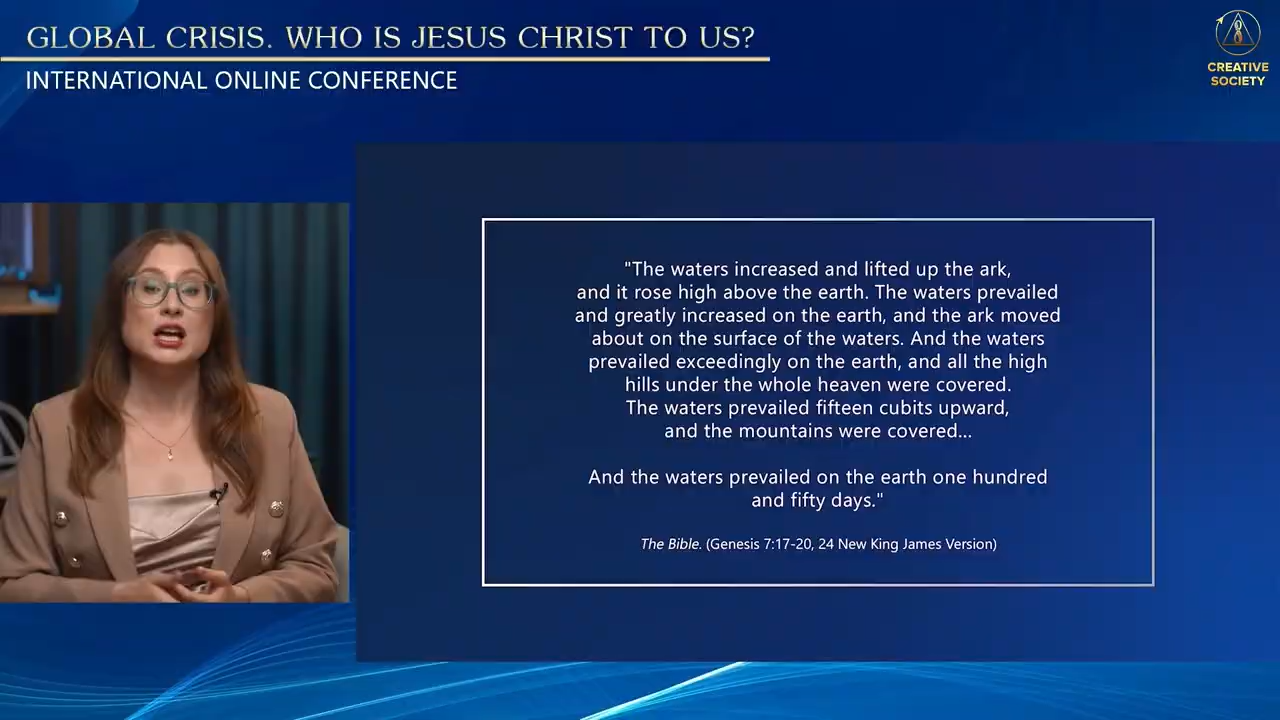 GLOBAL CRISIS. WHO IS JESUS CHRIST TO US?
INTERNATIONAL ONLINE CONFERENCE
CREATIVE
SOCIETY
"The waters increased and lifted up the ark,
and it rose high above the earth. The waters prevailed
and greatly increased on the earth, and the ark moved
about on the surface of the waters. And the waters
prevailed exceedingly on the earth, and all the high
hills under the whole heaven were covered.
The waters prevailed fifteen cubits upward,
and the mountains were covered...
And the waters prevailed on the earth one hundred
and fifty days."
The Bible. (Genesis 7:17-20, 24 New King James Version)